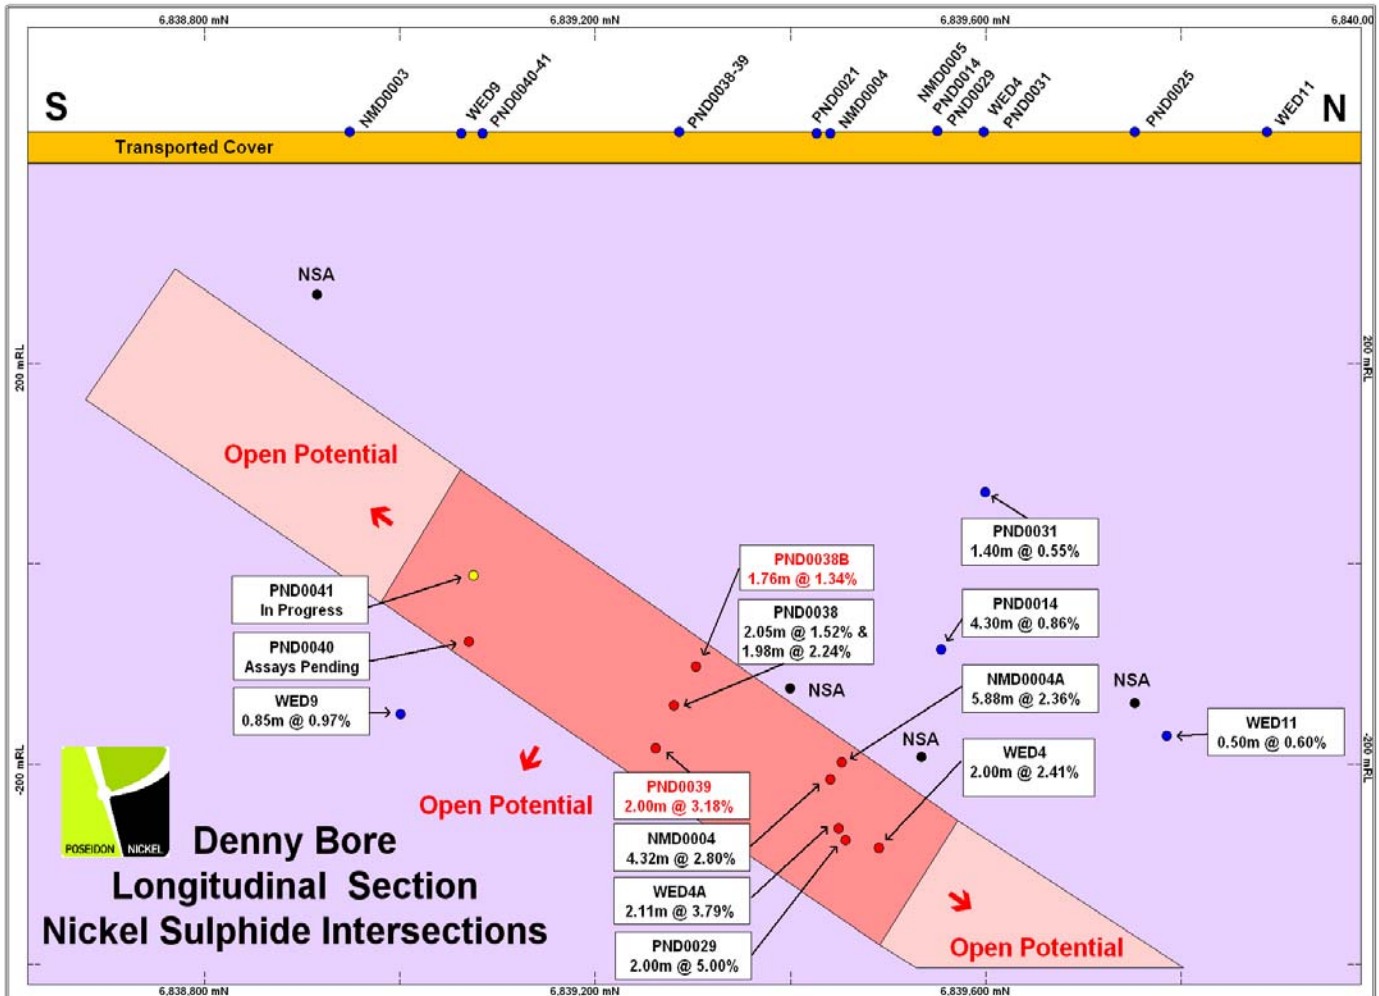 6,838,800 mN
6,839,200 mN
6,839,600 mN
6,840,00
S
NMD0003
WED9
PND0040-41
PND0038-39
PND0021
NMD0004
NMD0005
PND0014
PND0029
WED4
PND0031
PND0025
WED11
N
Transported Cover
NSA
200 mRL
200 mRL
Open Potential
PND0031
1.40m @ 0.55%
PND0038B
1.76m @ 1.34%
PND0041
In Progress
PND0014
4.30m @ 0.86%
PND0038
2.05m @ 1.52% &
1.98m @ 2.24%
PND0040
Assays Pending
NMD0004A
5.88m @ 2.36%
NSA
NSA
WED9
0.85m @ 0.97%
WED11
0.50m @ 0.60%
NSA
WED4
2.00m @ 2.41%
-200 mRL
-200 mRL
PND0039
2.00m @ 3.18%
Open Potential
NMD0004
4.32m @ 2.80%
WED4A
2.11m @ 3.79%
PND0029
2.00m @ 5.00%
Open Potential
POSEIDON NICKEL
Denny Bore
Longitudinal Section
Nickel Sulphide Intersections
6,838,800 mN
6,839,200 mN
6,839,600 mN